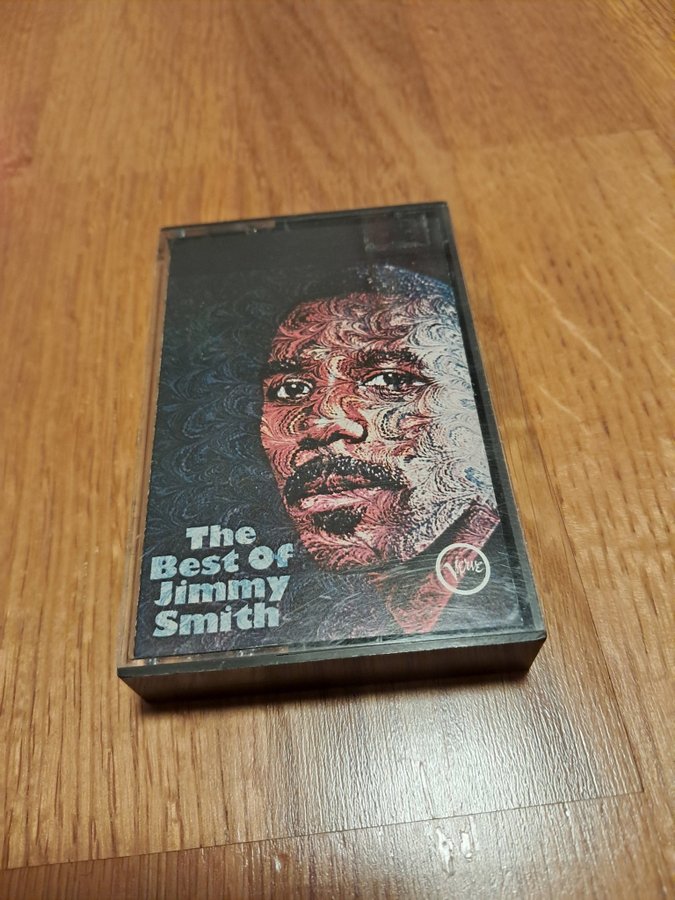 The
Best Of
Jimmy
Smith
Verve